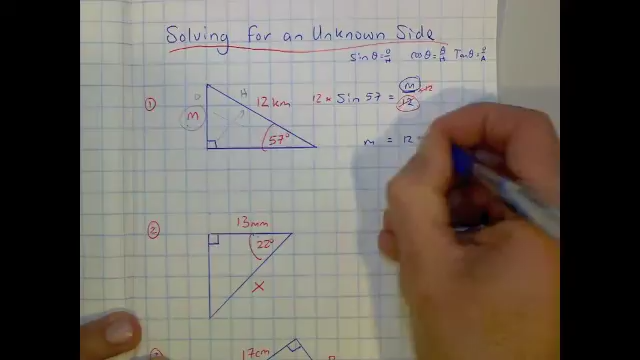 Solving for an Unknown Side
Sin θ = O/H Cos θ = A/H Tan θ = O/A
① O H 12km 12× Sin 57 = m/12 ×12
m
57°
m = 12
② 13mm
22°
x
17cm